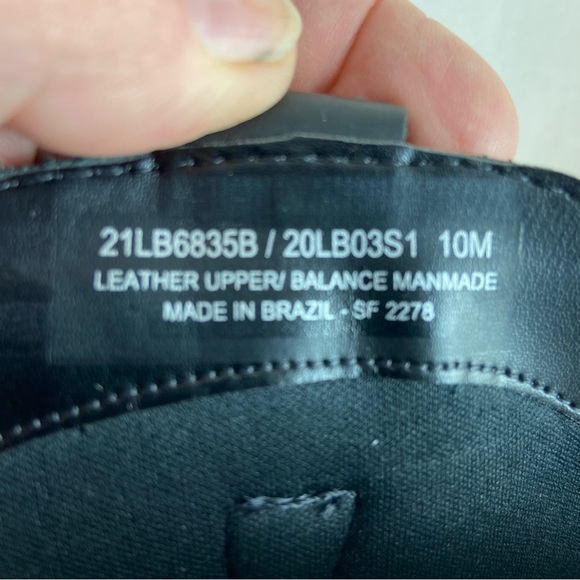 21LB6835B / 20LB03S1 10M
LEATHER UPPER/ BALANCE MANMADE
MADE IN BRAZIL - SF 2278